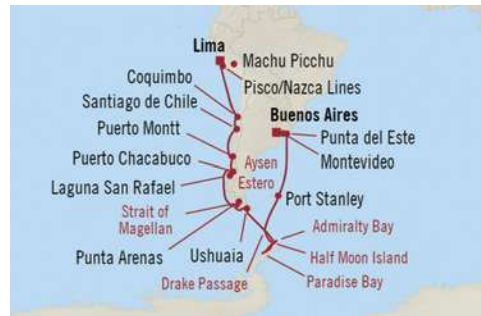 Lima
Machu Picchu
Pisco/Nazca Lines
Coquimbo
Santiago de Chile
Buenos Aires
Puerto Montt
Punta del Este
Montevideo
Puerto Chacabuco
Aysen
Estero
Laguna San Rafael
Port Stanley
Strait of
Magellan
Admiralty Bay
Punta Arenas
Ushuaia
Half Moon Island
Drake Passage
Paradise Bay